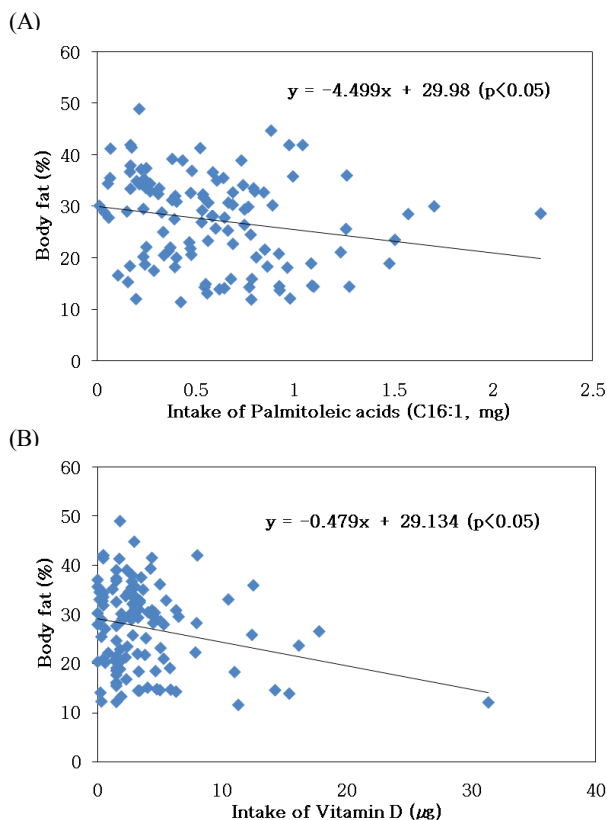 (A)
60
y = -4.499x + 29.98 (p<0.05)
50
40
30
20
10
0
Body fat (%)
0 0.5 1 1.5 2 2.5
Intake of Palmitoleic acids (C16:1, mg)
(B)
60
y = -0.479x + 29.134 (p<0.05)
50
40
30
20
10
0
Body fat (%)
0 10 20 30 40
Intake of Vitamin D (μg)